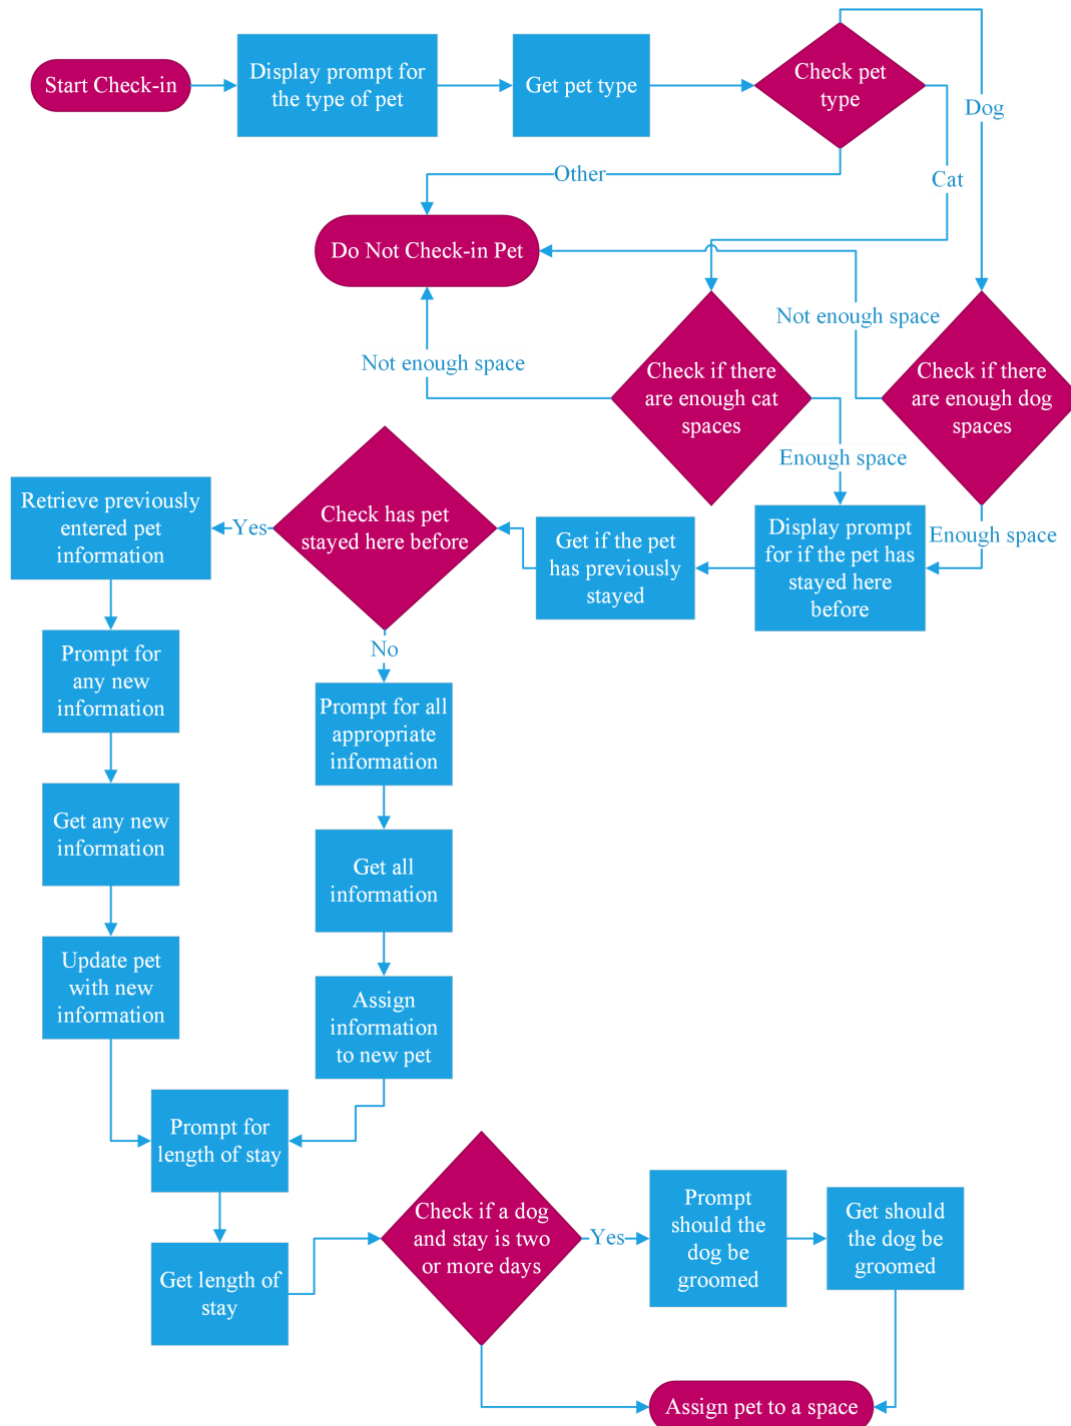 Start Check-in
Display prompt for
the type of pet
Get pet type
Check pet
type
Dog
Cat
Other
Do Not Check-in Pet
Not enough space
Not enough space
Check if there
are enough cat
spaces
Check if there
are enough dog
spaces
Enough space
Enough space
Display prompt
for if the pet has
stayed here
before
Get if the pet
has previously
stayed
Check has pet
stayed here before
Yes
Retrieve previously
entered pet
information
Prompt for
any new
information
Get any new
information
Update pet
with new
information
No
Prompt for all
appropriate
information
Get all
information
Assign
information
to new pet
Prompt for
length of stay
Get length of
stay
Check if a dog
and stay is two
or more days
Yes
Prompt
should the
dog be
groomed
Get should
the dog be
groomed
Assign pet to a space